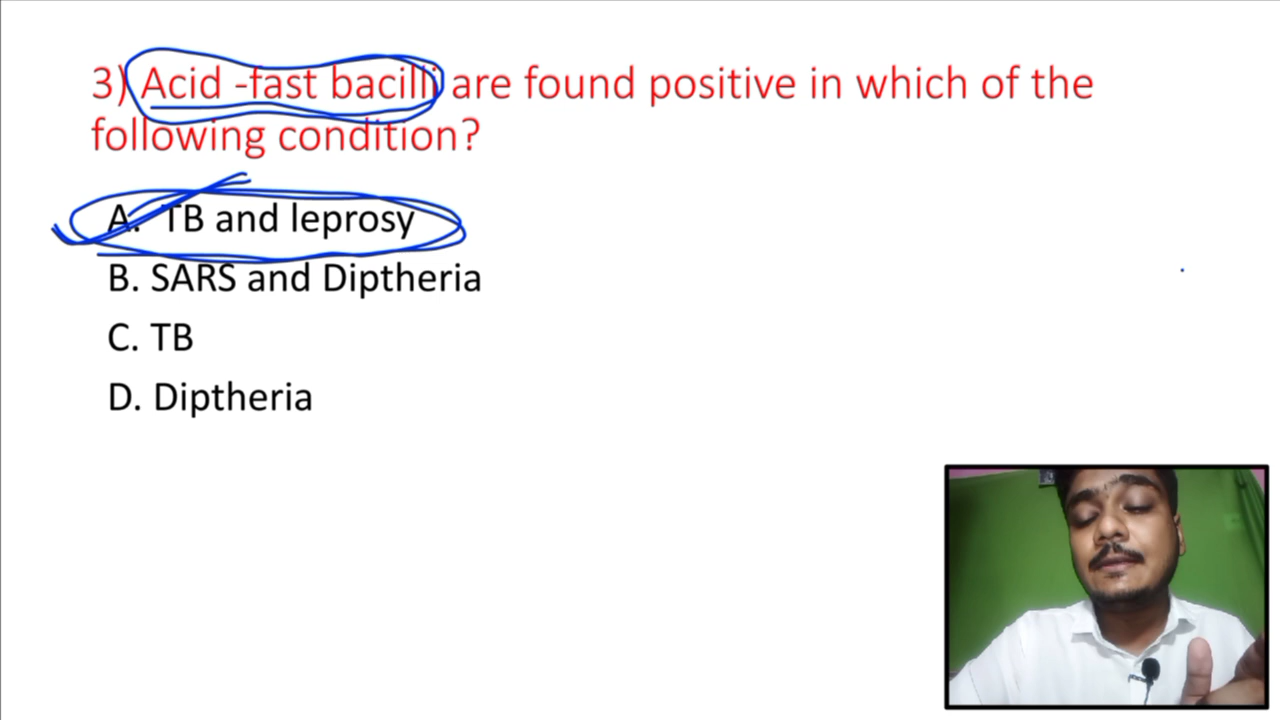 3) Acid -fast bacilli are found positive in which of the
following condition?
A. TB and leprosy
B. SARS and Diptheria
C. TB
D. Diptheria